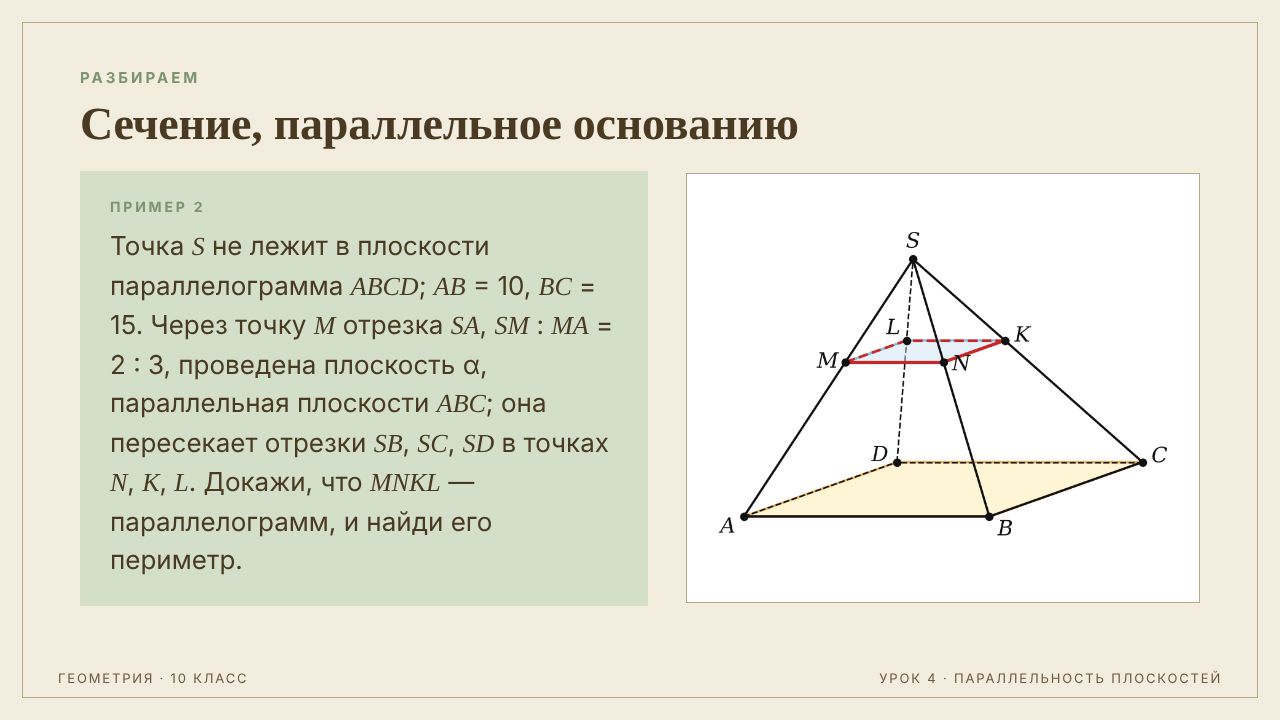 РАЗБИРАЕМ
Сечение, параллельное основанию
ПРИМЕР 2
Точка S не лежит в плоскости
параллелограмма ABCD; AB = 10, BC =
15. Через точку M отрезка SA, SM : MA =
2 : 3, проведена плоскость α,
параллельная плоскости ABC; она
пересекает отрезки SB, SC, SD в точках
N, K, L. Докажи, что MNKL —
параллелограмм, и найди его
периметр.
S
L
K
M
N
D
C
A
B
ГЕОМЕТРИЯ · 10 КЛАСС
УРОК 4 · ПАРАЛЛЕЛЬНОСТЬ ПЛОСКОСТЕЙ